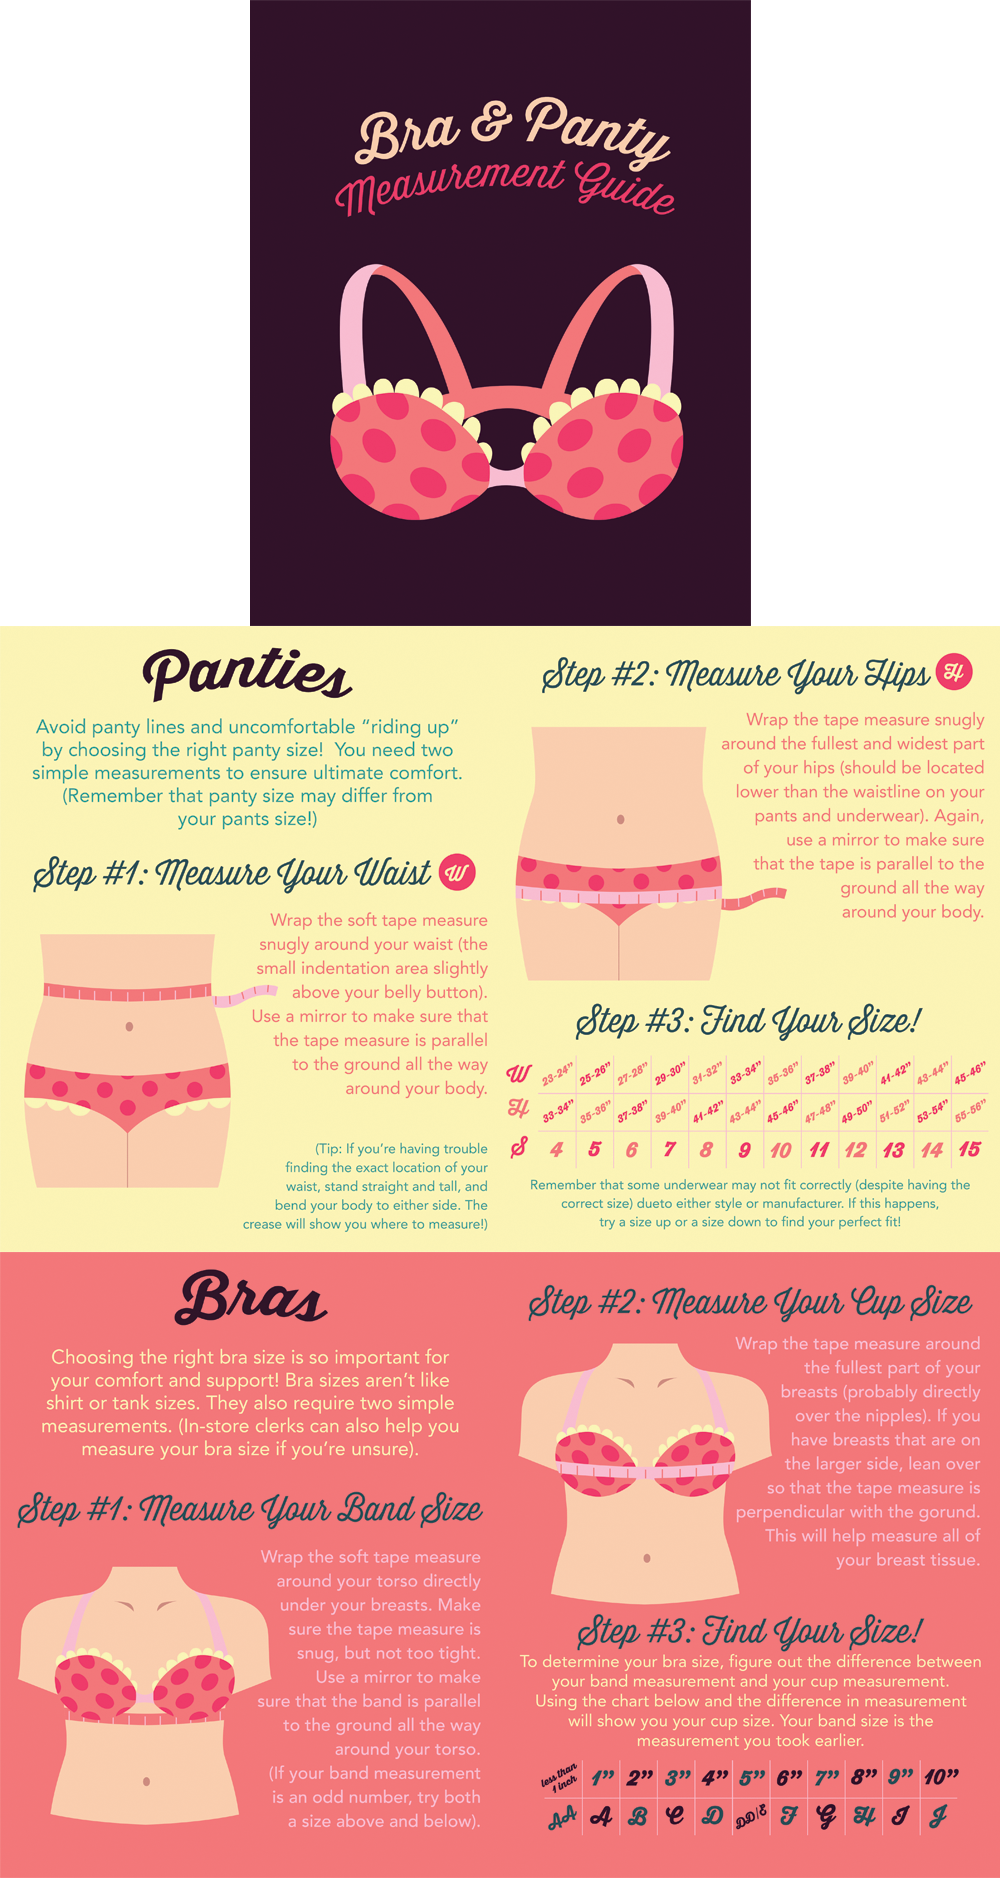 Bra & Panty
Measurement Guide
Panties
Avoid panty lines and uncomfortable “riding up”
by choosing the right panty size!  You need two
simple measurements to ensure ultimate comfort.
(Remember that panty size may differ from
your pants size!)
Step #1: Measure Your Waist W
Wrap the soft tape measure
snugly around your waist (the
small indentation area slightly
above your belly button).
Use a mirror to make sure that
the tape measure is parallel
to the ground all the way
around your body.
(Tip: If you’re having trouble
finding the exact location of your
waist, stand straight and tall, and
bend your body to either side. The
crease will show you where to measure!)
Step #2: Measure Your Hips H
Wrap the tape measure snugly
around the fullest and widest part
of your hips (should be located
lower than the waistline on your
pants and underwear). Again,
use a mirror to make sure
that the tape is parallel to the
ground all the way
around your body.
Step #3: Find Your Size!
W 23-24” 25-26” 27-28” 29-30” 31-32” 33-34” 35-36” 37-38” 39-40” 41-42” 43-44” 45-46”
H 33-34” 35-36” 37-38” 39-40” 41-42” 43-44” 45-46” 47-48” 49-50” 51-52” 53-54” 55-56”
S 4 5 6 7 8 9 10 11 12 13 14 15
Remember that some underwear may not fit correctly (despite having the
correct size) dueto either style or manufacturer. If this happens,
try a size up or a size down to find your perfect fit!
Bras
Choosing the right bra size is so important for
your comfort and support! Bra sizes aren’t like
shirt or tank sizes. They also require two simple
measurements. (In-store clerks can also help you
measure your bra size if you’re unsure).
Step #1: Measure Your Band Size
Wrap the soft tape measure
around your torso directly
under your breasts. Make
sure the tape measure is
snug, but not too tight.
Use a mirror to make
sure that the band is parallel
to the ground all the way
around your torso.
(If your band measurement
is an odd number, try both
a size above and below).
Step #2: Measure Your Cup Size
Wrap the tape measure around
the fullest part of your
breasts (probably directly
over the nipples). If you
have breasts that are on
the larger side, lean over
so that the tape measure is
perpendicular with the gorund.
This will help measure all of
your breast tissue.
Step #3: Find Your Size!
To determine your bra size, figure out the difference between
your band measurement and your cup measurement.
Using the chart below and the difference in measurement
will show you your cup size. Your band size is the
measurement you took earlier.
less than
1 inch 1” 2” 3” 4” 5” 6” 7” 8” 9” 10”
AA A B C D DD/E F G H I J